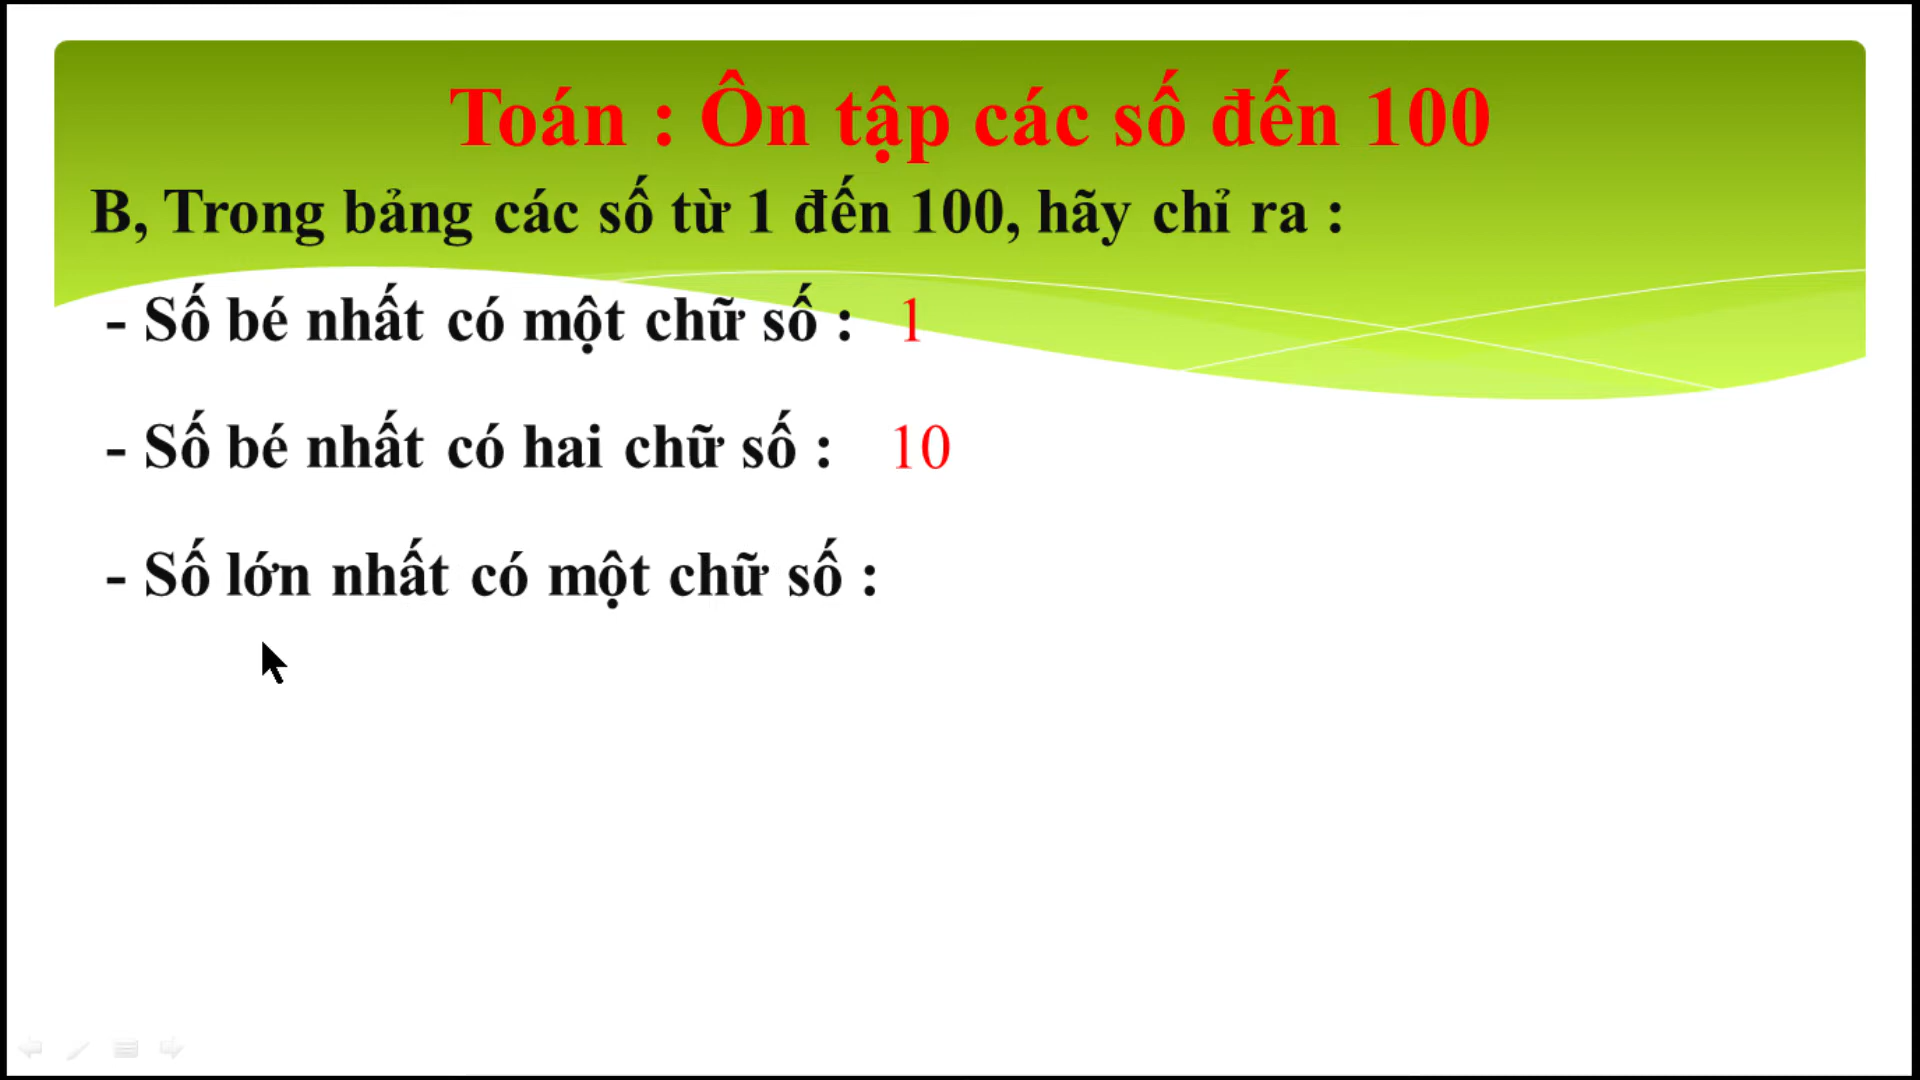 Toán : Ôn tập các số đến 100
B, Trong bảng các số từ 1 đến 100, hãy chỉ ra :
- Số bé nhất có một chữ số : 1
- Số bé nhất có hai chữ số : 10
- Số lớn nhất có một chữ số :